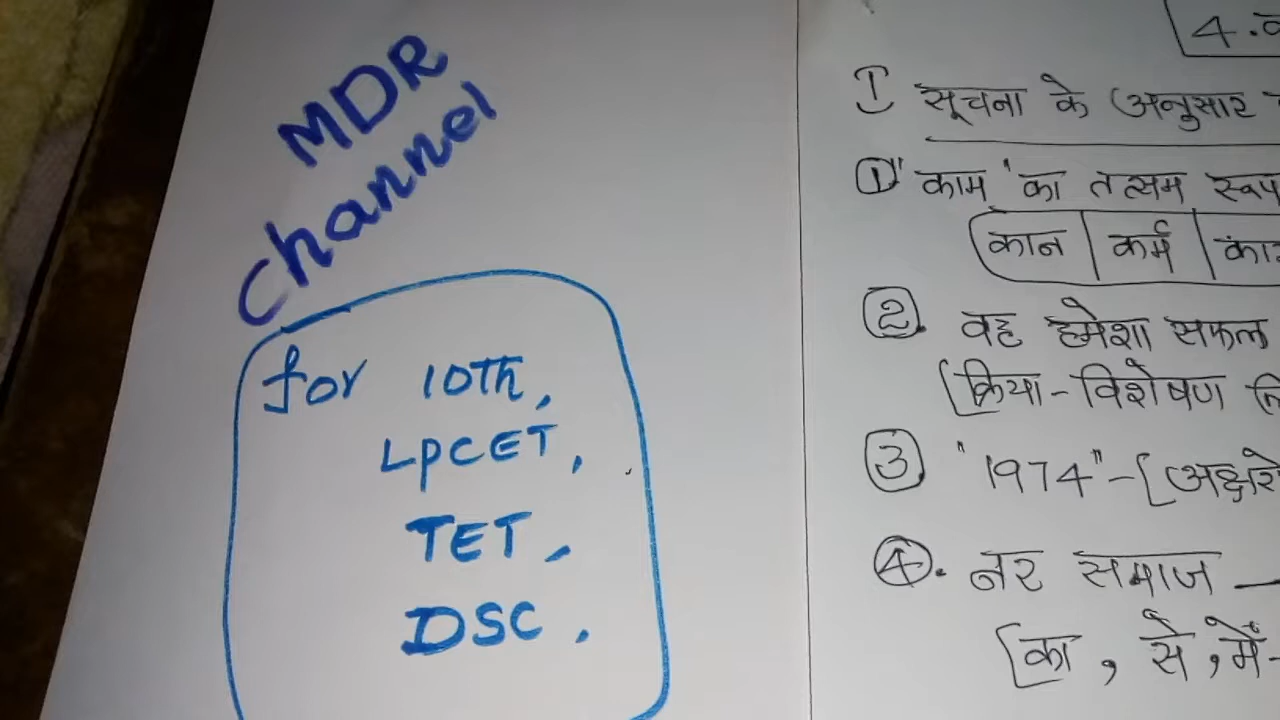 MDR
Channel
for 10Th,
LPCET,
TET,
DSC,
4.
I सूचना के अनुसार
① "काम" का तत्सम रूप
कान | कर्म
② वह हमेशा सफल
[क्रिया-विशेषण
③ "1974"-[
④. नर समाज —
[का, से, में-